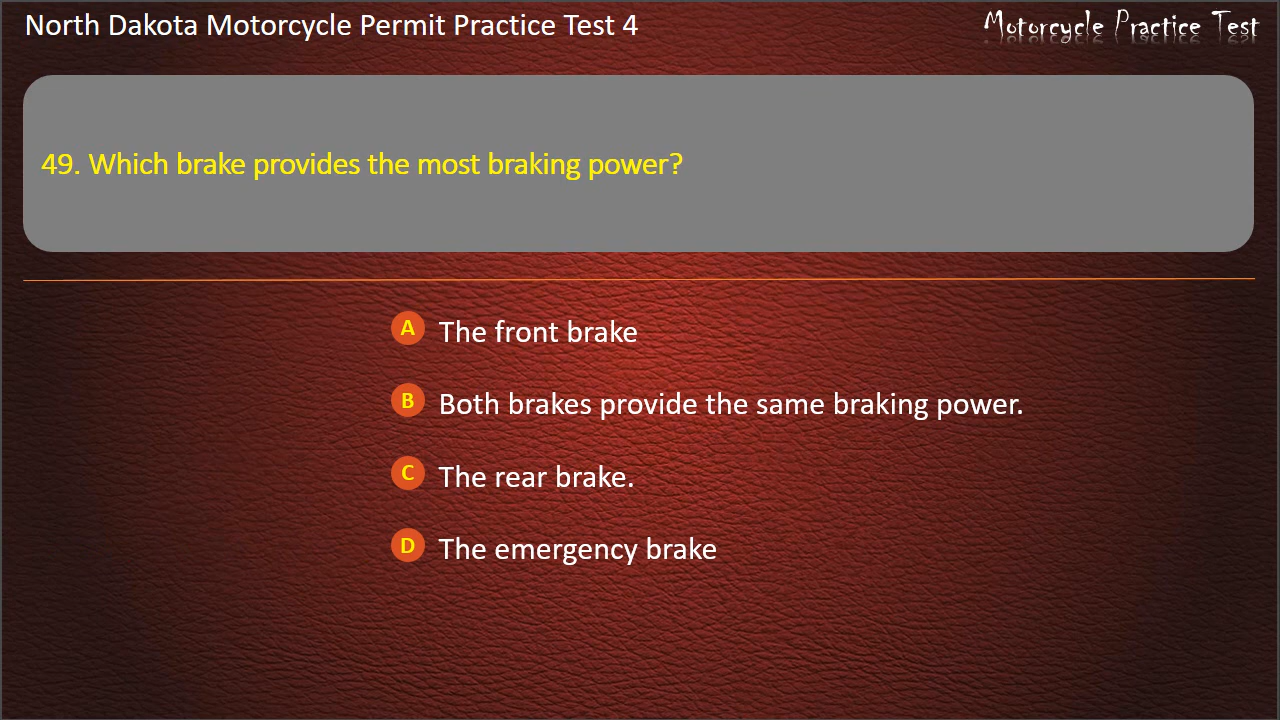 North Dakota Motorcycle Permit Practice Test 4
Motorcycle Practice Test
49. Which brake provides the most braking power?
A The front brake
B Both brakes provide the same braking power.
C The rear brake.
D The emergency brake